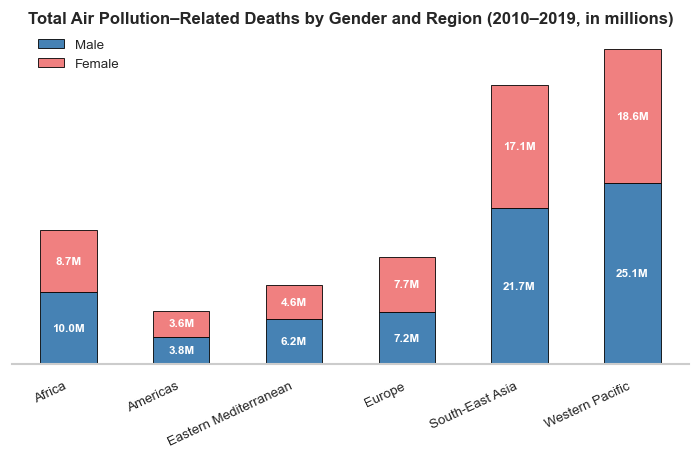 Total Air Pollution–Related Deaths by Gender and Region (2010–2019, in millions)
Male
Female
18.6M
17.1M
8.7M
7.7M
4.6M
3.6M
25.1M
21.7M
10.0M
7.2M
6.2M
3.8M
Africa
Americas
Eastern Mediterranean
Europe
South-East Asia
Western Pacific